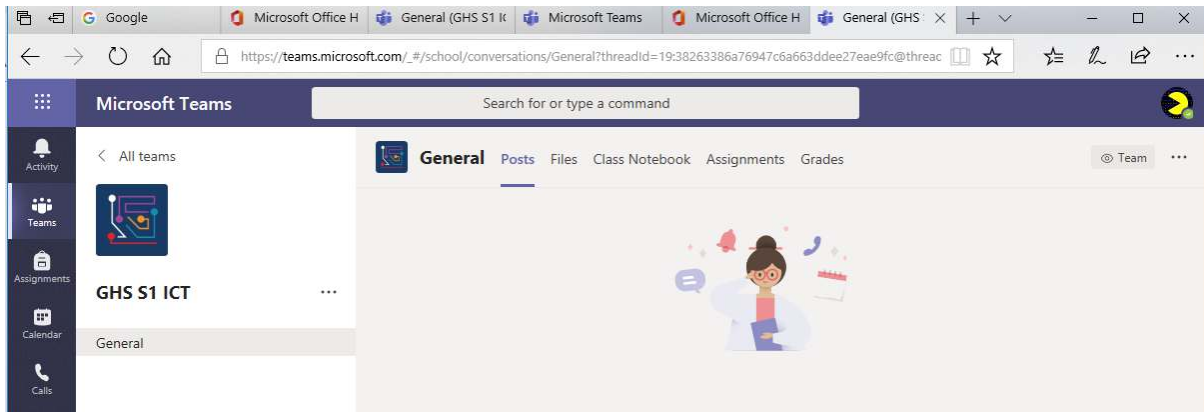 Google
Microsoft Office H
General (GHS S1 I
Microsoft Teams
Microsoft Office H
General (GHS
https://teams.microsoft.com/_#/school/conversations/General?threadId=19:38263386a76947c6a663ddee27eae9fc@threac
Microsoft Teams
Search for or type a command
Activity
Teams
Assignments
Calendar
Calls
All teams
GHS S1 ICT
General
General Posts Files Class Notebook Assignments Grades
Team